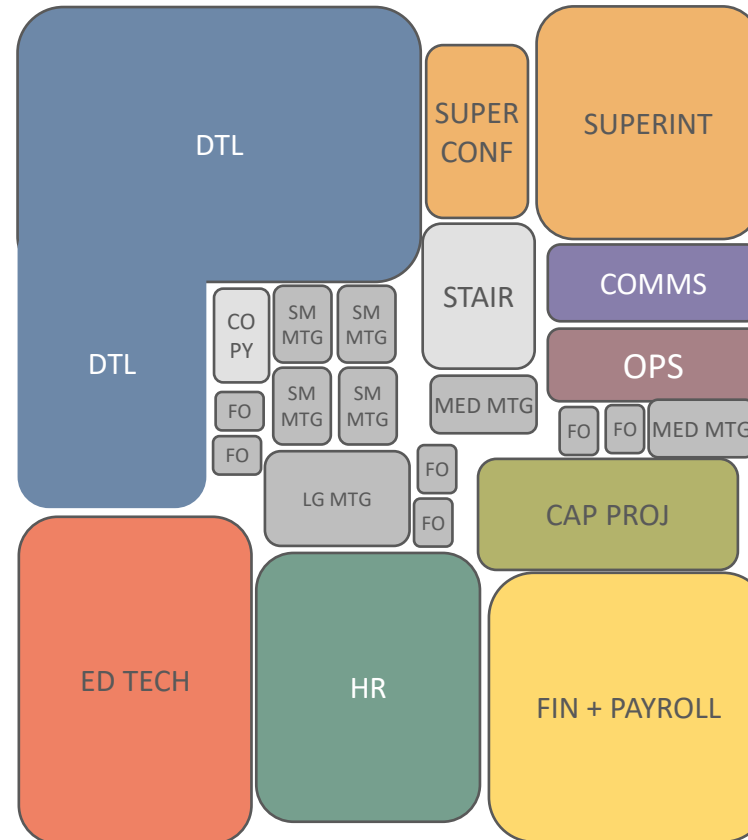 DTL
SUPER
CONF
SUPERINT
STAIR
COMMS
CO
PY
SM
MTG
SM
MTG
DTL
OPS
SM
MTG
SM
MTG
MED MTG
FO
FO
FO
FO
MED MTG
FO
LG MTG
FO
CAP PROJ
ED TECH
HR
FIN + PAYROLL